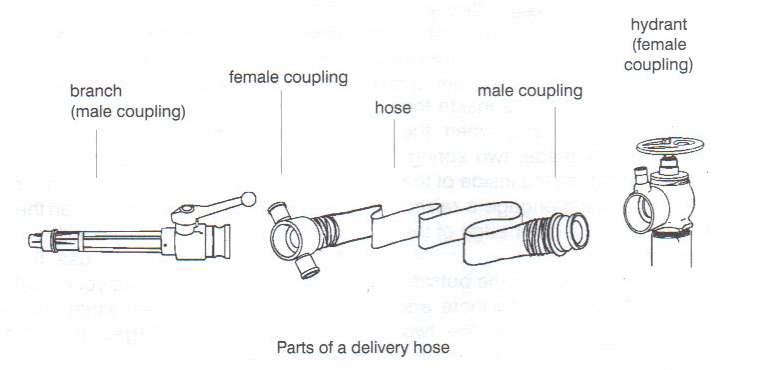 hydrant
(female
coupling)
female coupling
male coupling
branch
(male coupling)
hose
Parts of a delivery hose